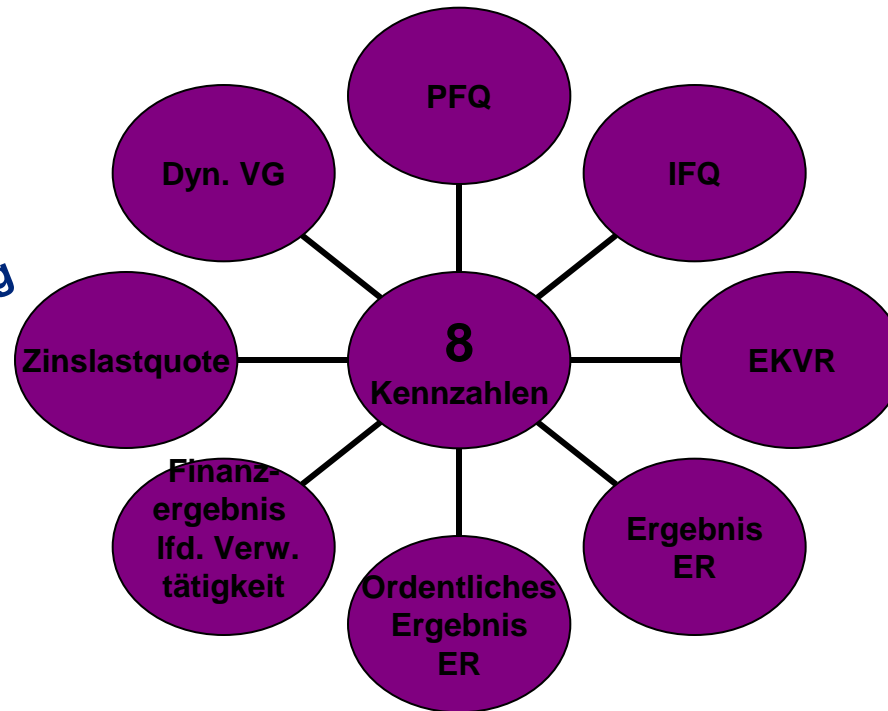 PFQ
Dyn. VG
IFQ
g
Zinslastquote
8
Kennzahlen
EKVR
Finanz-
ergebnis
lfd. Verw.
tätigkeit
Ergebnis
ER
Ordentliches
Ergebnis
ER